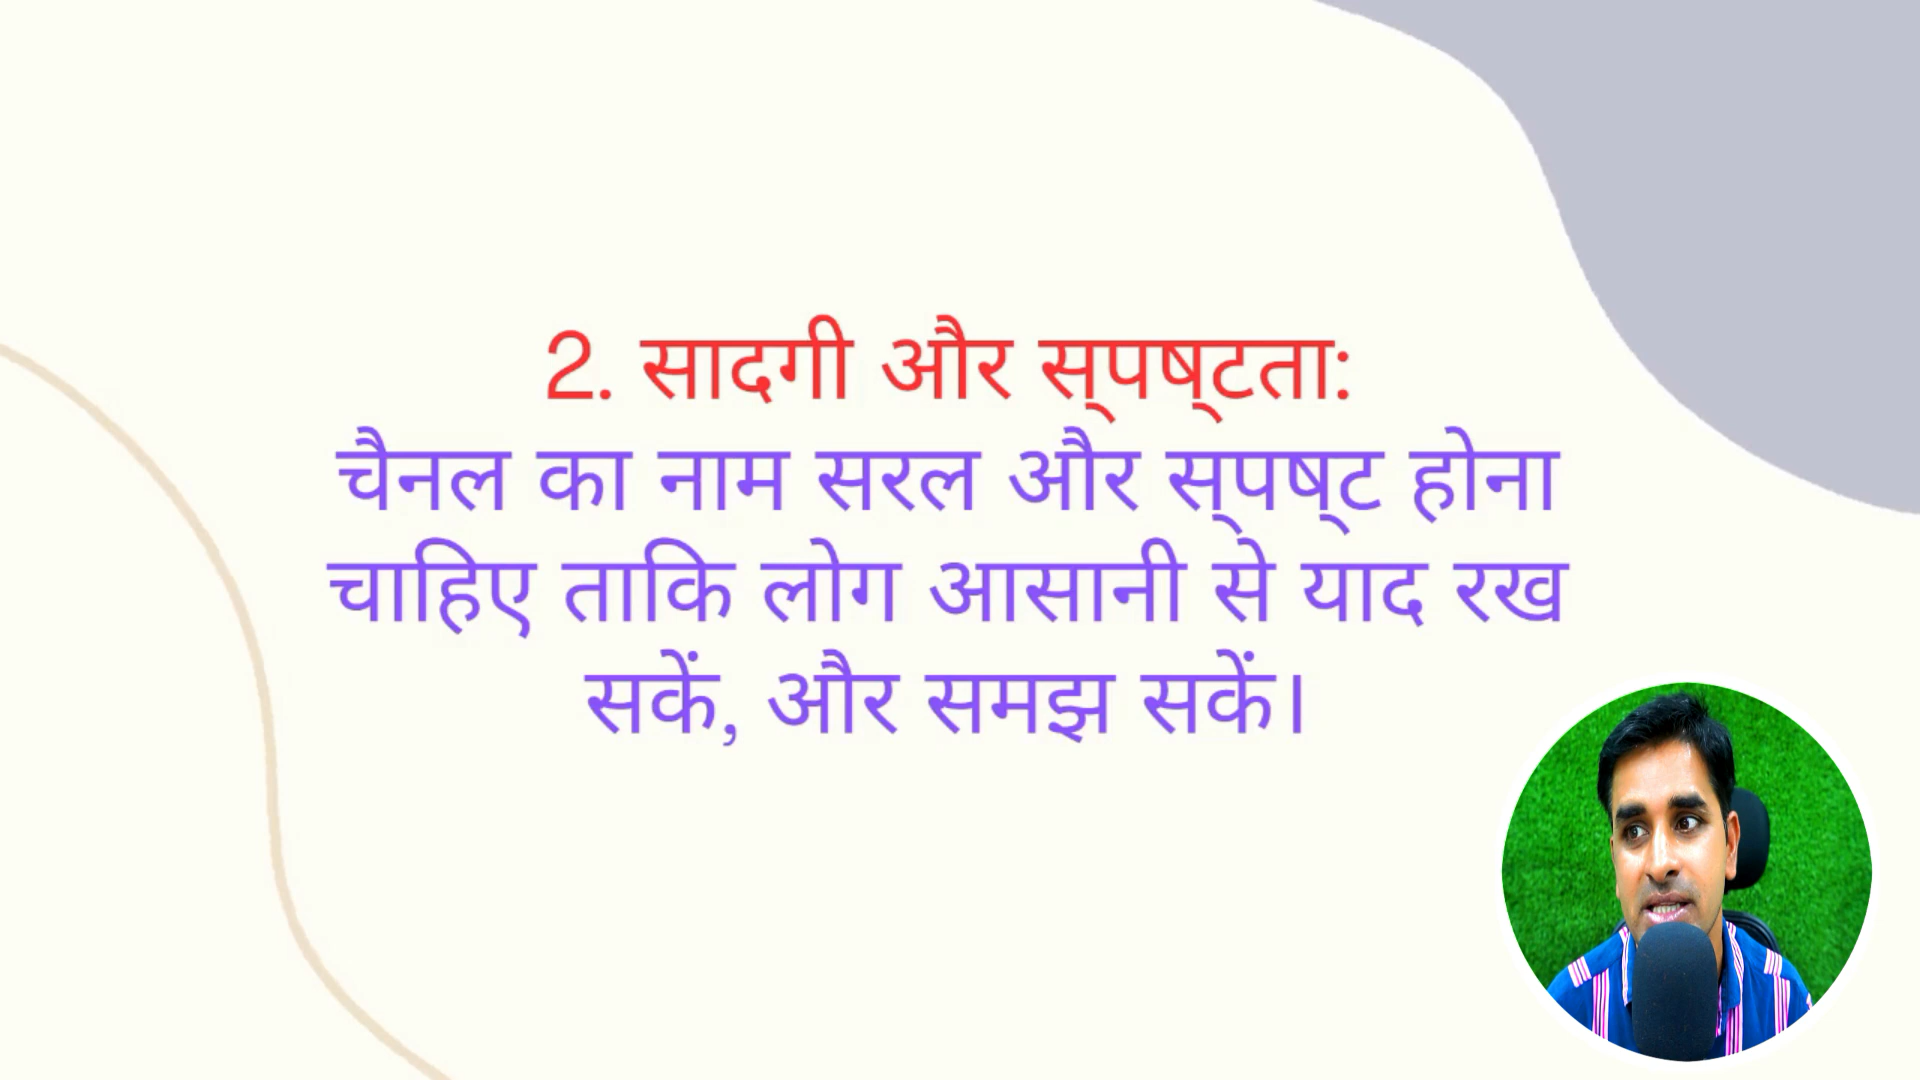 2. सादगी और स्पष्टता:
चैनल का नाम सरल और स्पष्ट होना
चाहिए ताकि लोग आसानी से याद रख
सकें, और समझ सकें।